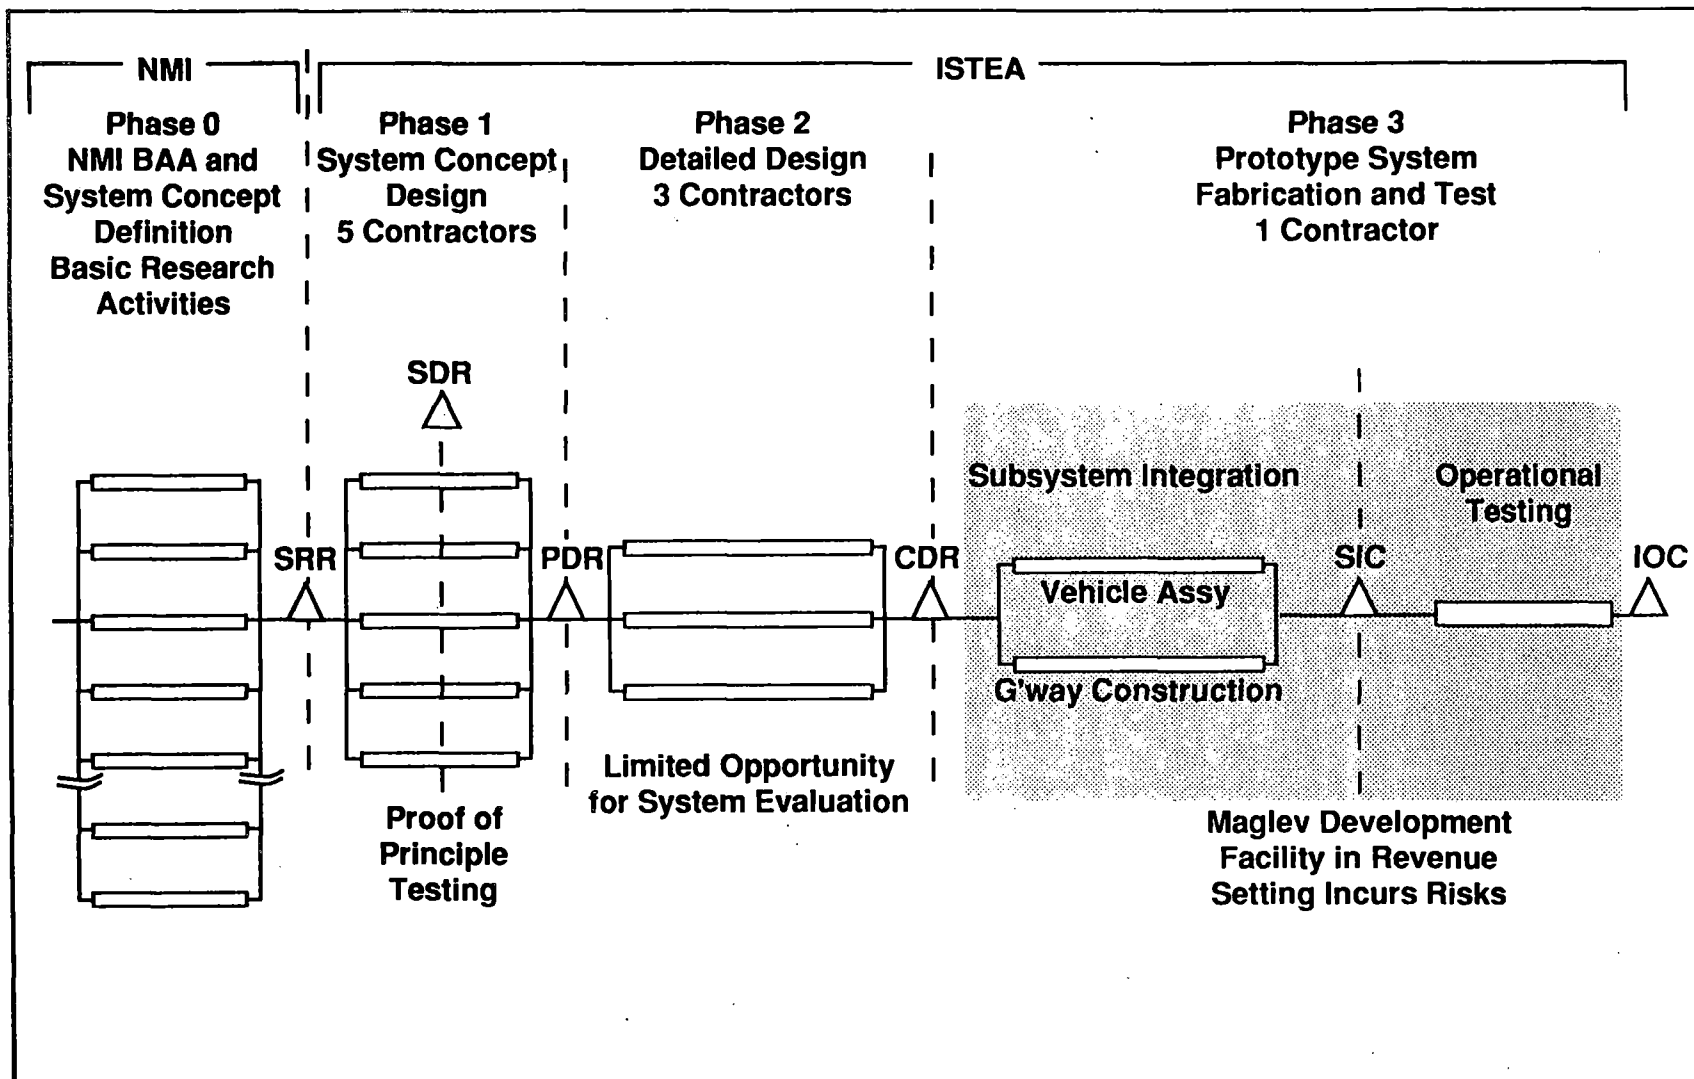 NMI
ISTEA
Phase 0
NMI BAA and
System Concept
Definition
Basic Research
Activities
Phase 1
System Concept
Design
5 Contractors
Phase 2
Detailed Design
3 Contractors
Phase 3
Prototype System
Fabrication and Test
1 Contractor
SDR
SRR
PDR
CDR
Subsystem Integration
Operational
Testing
Vehicle Assy
G'way Construction
SIC
IOC
Proof of
Principle
Testing
Limited Opportunity
for System Evaluation
Maglev Development
Facility in Revenue
Setting Incurs Risks